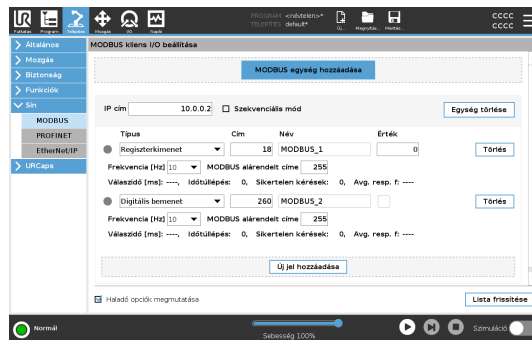 PROGRAM <névtelen>*
TELEPÍTÉS default*
CCCC
CCCC
Futtatás Program Telepítés Mozgás I/O Napló Új... Megnyitás... Mentés...
Általános
Mozgás
Biztonság
Funkciók
Sín
MODBUS
PROFINET
EtherNet/IP
URCaps
MODBUS kliens I/O beállítása
MODBUS egység hozzáadása
IP cím 10.0.0.2 Szekvenciális mód Egység törlése
Típus Cím Név Érték
Regiszterkimenet 18 MODBUS_1 0 Törlés
Frekvencia [Hz] 10 MODBUS alárendelt címe 255
Válaszidő [ms]: ----, Időtúllépés: 0, Sikertelen kérések: 0, Avg. resp. f: ----
Digitális bemenet 260 MODBUS_2 Törlés
Frekvencia [Hz] 10 MODBUS alárendelt címe 255
Válaszidő [ms]: ----, Időtúllépés: 0, Sikertelen kérések: 0, Avg. resp. f: ----
Új jel hozzáadása
Haladó opciók megmutatása Lista frissítése
Normál
Sebesség 100%
Szimuláció